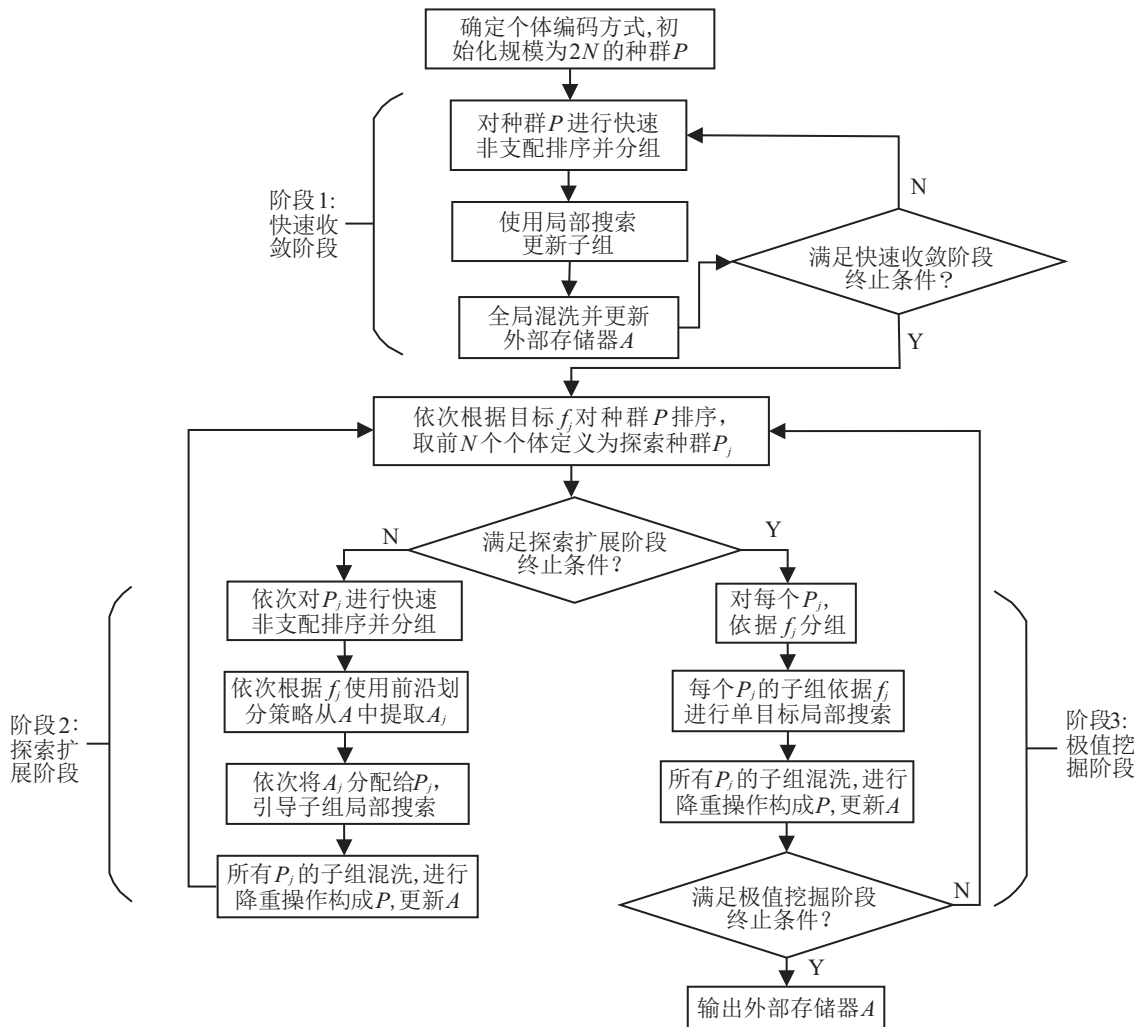 确定个体编码方式,初
始化规模为2N的种群P
对种群P进行快速
非支配排序并分组
阶段1:
快速收
敛阶段
N
使用局部搜索
更新子组
满足快速收敛阶段
终止条件?
全局混洗并更新
外部存储器A
Y
依次根据目标f_j对种群P排序,
取前N个个体定义为探索种群P_j
满足探索扩展阶段
终止条件?
N
Y
阶段2:
探索扩
展阶段
依次对P_j进行快速
非支配排序并分组
依次根据f_j使用前沿划
分策略从A中提取A_j
依次将A_j分配给P_j,
引导子组局部搜索
所有P_j的子组混洗,进行
降重操作构成P,更新A
对每个P_j,
依据f_j分组
每个P_j的子组依据f_j
进行单目标局部搜索
所有P_j的子组混洗,进行
降重操作构成P,更新A
阶段3:
极值挖
掘阶段
满足极值挖掘阶段
终止条件?
N
Y
输出外部存储器A